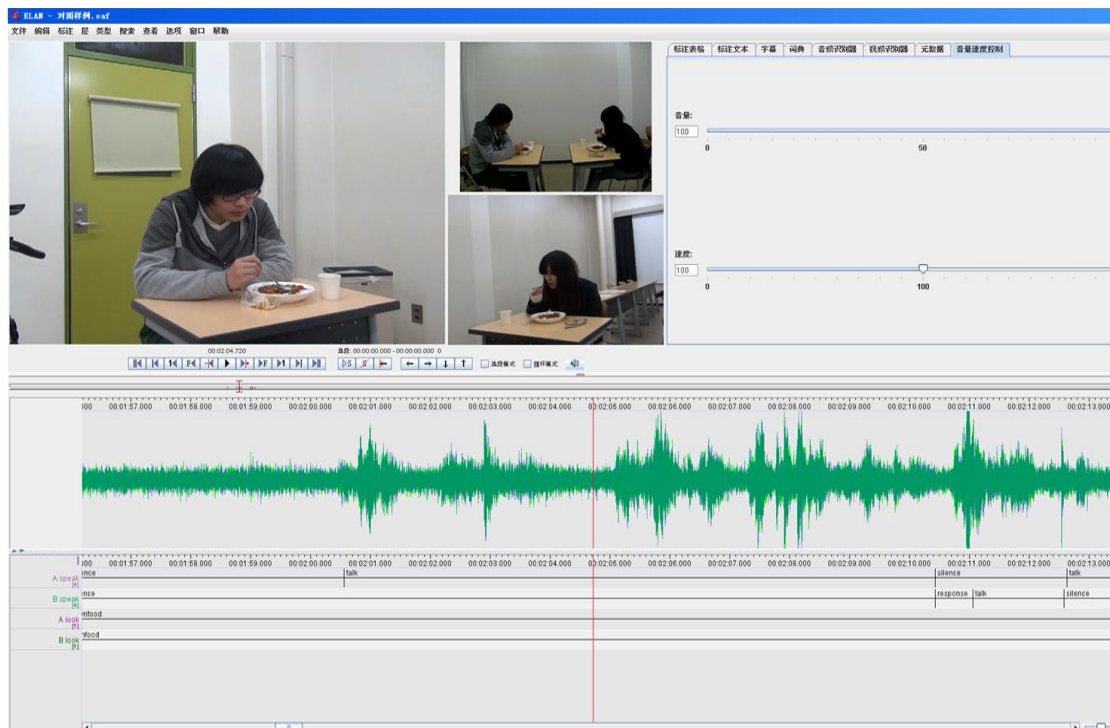 ELAN - 对面样例.eaf
文件 编辑 标注 层 类型 搜索 查看 选项 窗口 帮助
标注表格 标注文本 字幕 词典 音频识别器 视频识别器 元数据 音量速度控制
音量:
100
0 50
速度:
100
0 100
00:02:04.720 选段: 00:00:00.000 - 00:00:00.000 0
选段模式 循环模式
00 00:01:57.000 00:01:58.000 00:01:59.000 00:02:00.000 00:02:01.000 00:02:02.000 00:02:03.000 00:02:04.000 00:02:05.000 00:02:06.000 00:02:07.000 00:02:08.000 00:02:09.000 00:02:10.000 00:02:11.000 00:02:12.000 00:02:13.000
00 00:01:57.000 00:01:58.000 00:01:59.000 00:02:00.000 00:02:01.000 00:02:02.000 00:02:03.000 00:02:04.000 00:02:05.000 00:02:06.000 00:02:07.000 00:02:08.000 00:02:09.000 00:02:10.000 00:02:11.000 00:02:12.000 00:02:13.000
A speak nce talk silence talk
[4]
B speak nce response talk silence
[4]
A look nfood
[1]
B look nfood
[1]